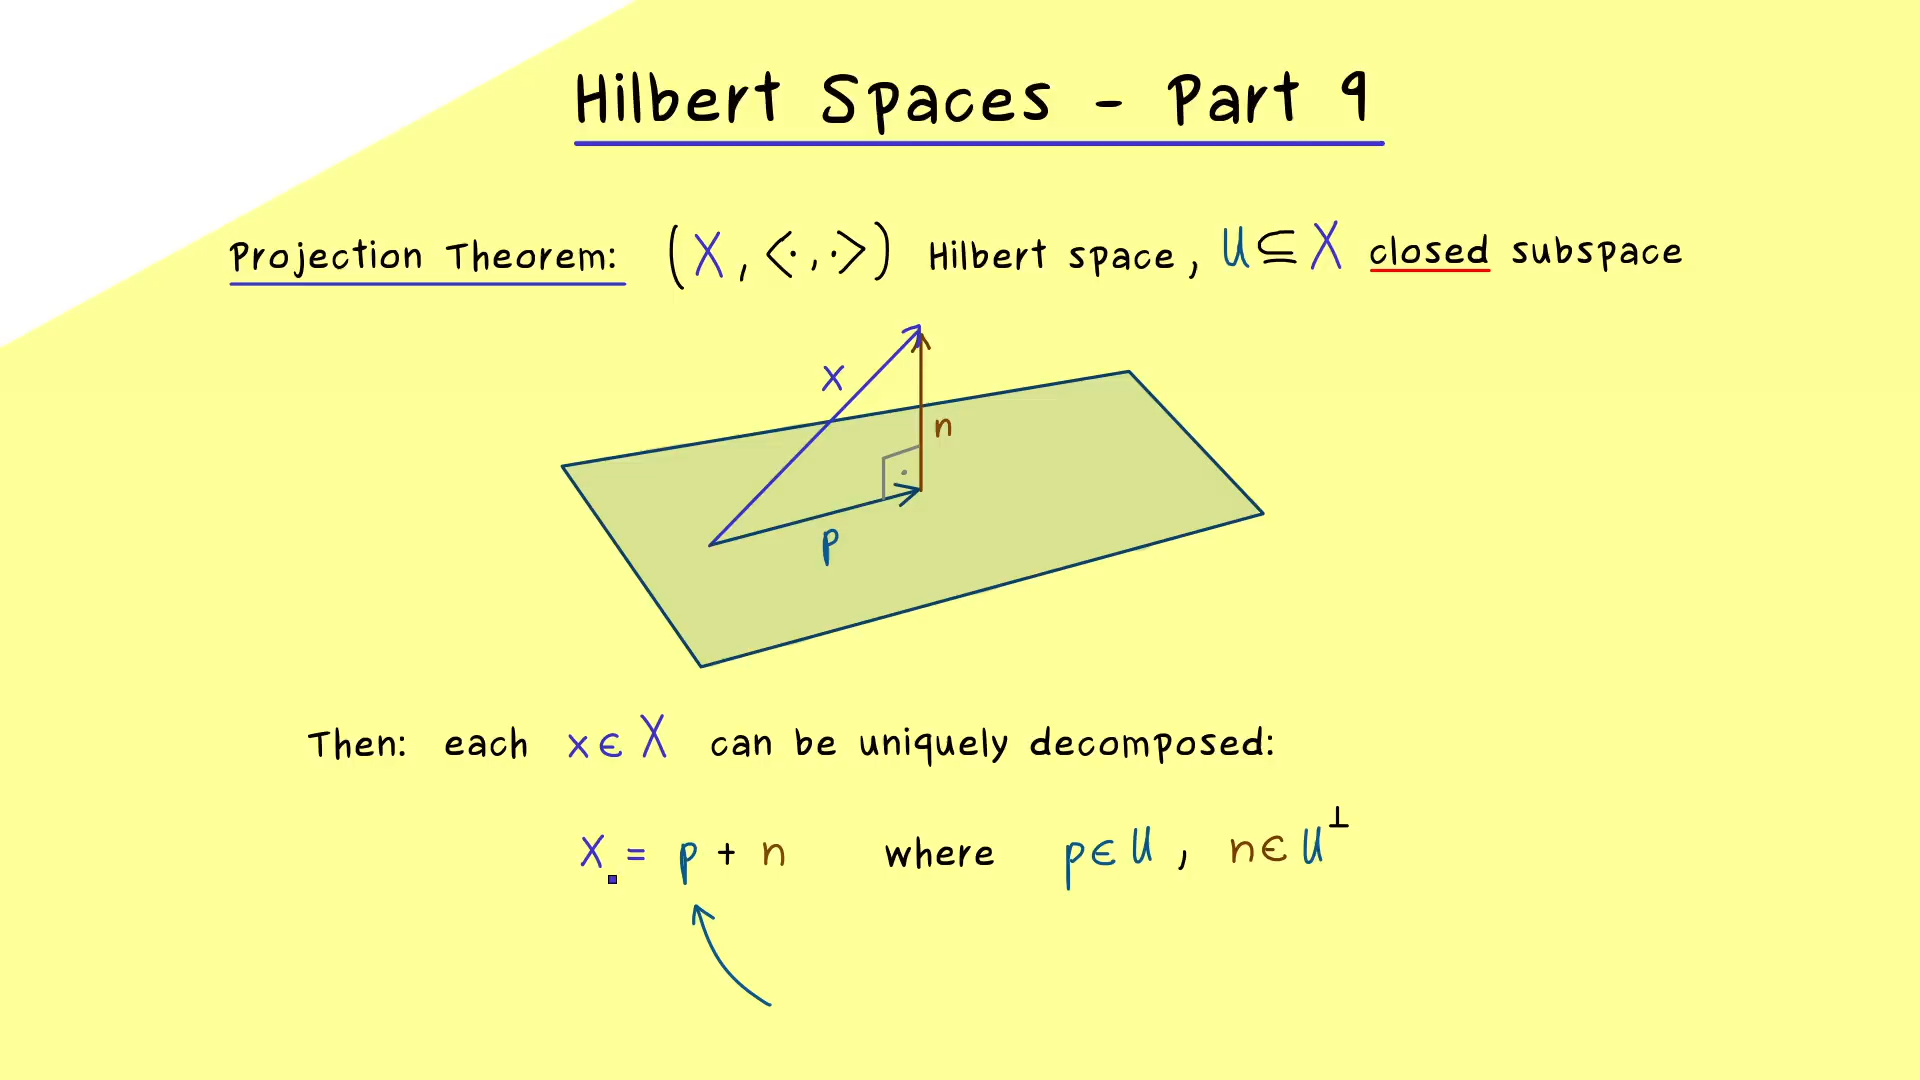 Hilbert Spaces - Part 9
Projection Theorem: (X, <·,·>) Hilbert space, U ⊆ X closed subspace
x
n
p
Then: each x ∈ X can be uniquely decomposed:
x = p + n where p ∈ U, n ∈ U⊥